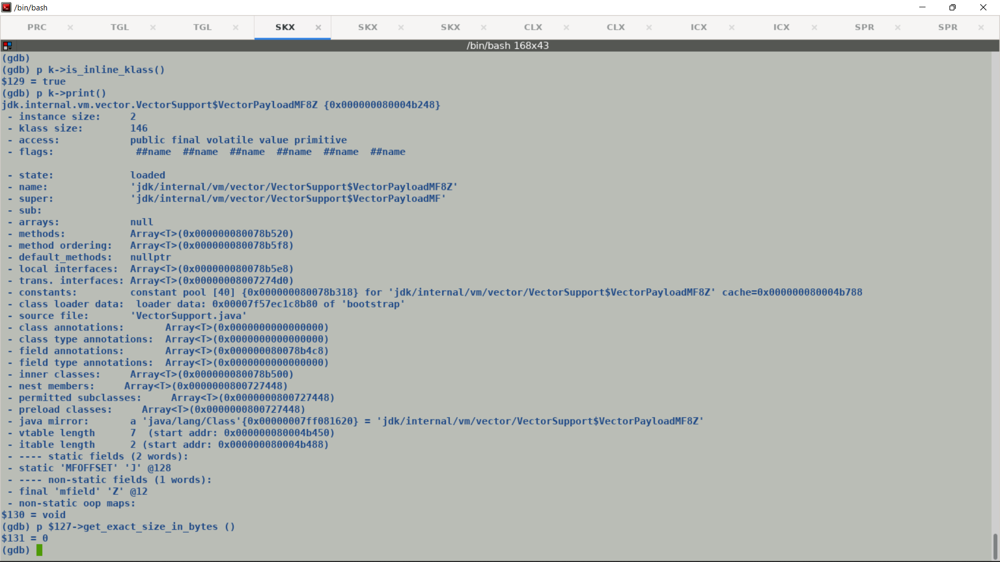 /bin/bash
PRC × TGL × TGL × SKX × SKX × SKX × CLX × CLX × ICX × ICX × SPR × SPR ×
/bin/bash 168x43
(gdb)
(gdb) p k->is_inline_klass()
$129 = true
(gdb) p k->print()
jdk.internal.vm.vector.VectorSupport$VectorPayloadMF8Z {0x000000080004b248}
 - instance size:     2
 - klass size:        146
 - access:            public final volatile value primitive
 - flags:              ##name  ##name  ##name  ##name  ##name  ##name
 - state:             loaded
 - name:              'jdk/internal/vm/vector/VectorSupport$VectorPayloadMF8Z'
 - super:             'jdk/internal/vm/vector/VectorSupport$VectorPayloadMF'
 - sub:
 - arrays:            null
 - methods:           Array<T>(0x000000080078b520)
 - method ordering:   Array<T>(0x000000080078b5f8)
 - default_methods:   nullptr
 - local interfaces:  Array<T>(0x000000080078b5e8)
 - trans. interfaces: Array<T>(0x00000008007274d0)
 - constants:         constant pool [40] {0x000000080078b318} for 'jdk/internal/vm/vector/VectorSupport$VectorPayloadMF8Z' cache=0x000000080004b788
 - class loader data:  loader data: 0x00007f57ec1c8b80 of 'bootstrap'
 - source file:       'VectorSupport.java'
 - class annotations:       Array<T>(0x0000000000000000)
 - class type annotations:  Array<T>(0x0000000000000000)
 - field annotations:       Array<T>(0x000000080078b4c8)
 - field type annotations:  Array<T>(0x0000000000000000)
 - inner classes:     Array<T>(0x000000080078b500)
 - nest members:     Array<T>(0x0000000800727448)
 - permitted subclasses:     Array<T>(0x0000000800727448)
 - preload classes:     Array<T>(0x0000000800727448)
 - java mirror:       a 'java/lang/Class'{0x00000007ff081620} = 'jdk/internal/vm/vector/VectorSupport$VectorPayloadMF8Z'
 - vtable length      7  (start addr: 0x000000080004b450)
 - itable length      2 (start addr: 0x000000080004b488)
 - ---- static fields (2 words):
 - static 'MFOFFSET' 'J' @128
 - ---- non-static fields (1 words):
 - final 'mfield' 'Z' @12
 - non-static oop maps:
$130 = void
(gdb) p $127->get_exact_size_in_bytes ()
$131 = 0
(gdb)